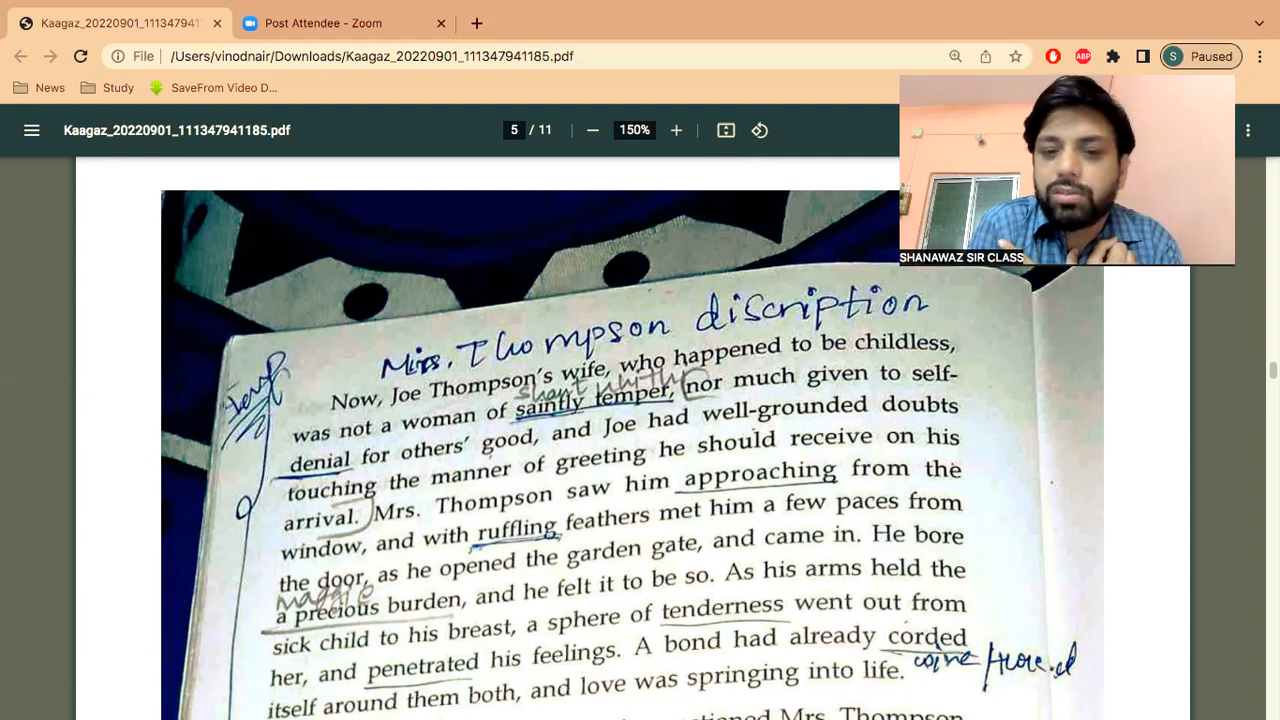 Kaagaz_20220901_111347941185
Post Attendee - Zoom
File
/Users/vinodnair/Downloads/Kaagaz_20220901_111347941185.pdf
S
Paused
ABP
News
Study
SaveFrom Video D...
Kaagaz_20220901_111347941185.pdf
5 / 11
150%
SHANAWAZ SIR CLASS
Mrs. Thompson discription
Now, Joe Thompson's wife, who happened to be childless,
was not a woman of saintly temper, nor much given to self-
denial for others' good, and Joe had well-grounded doubts
touching the manner of greeting he should receive on his
arrival. Mrs. Thompson saw him approaching from the
window, and with ruffling feathers met him a few paces from
the door, as he opened the garden gate, and came in. He bore
maggie
a precious burden, and he felt it to be so. As his arms held the
sick child to his breast, a sphere of tenderness went out from
her, and penetrated his feelings. A bond had already corded
itself around them both, and love was springing into life.
Mrs. Thompson